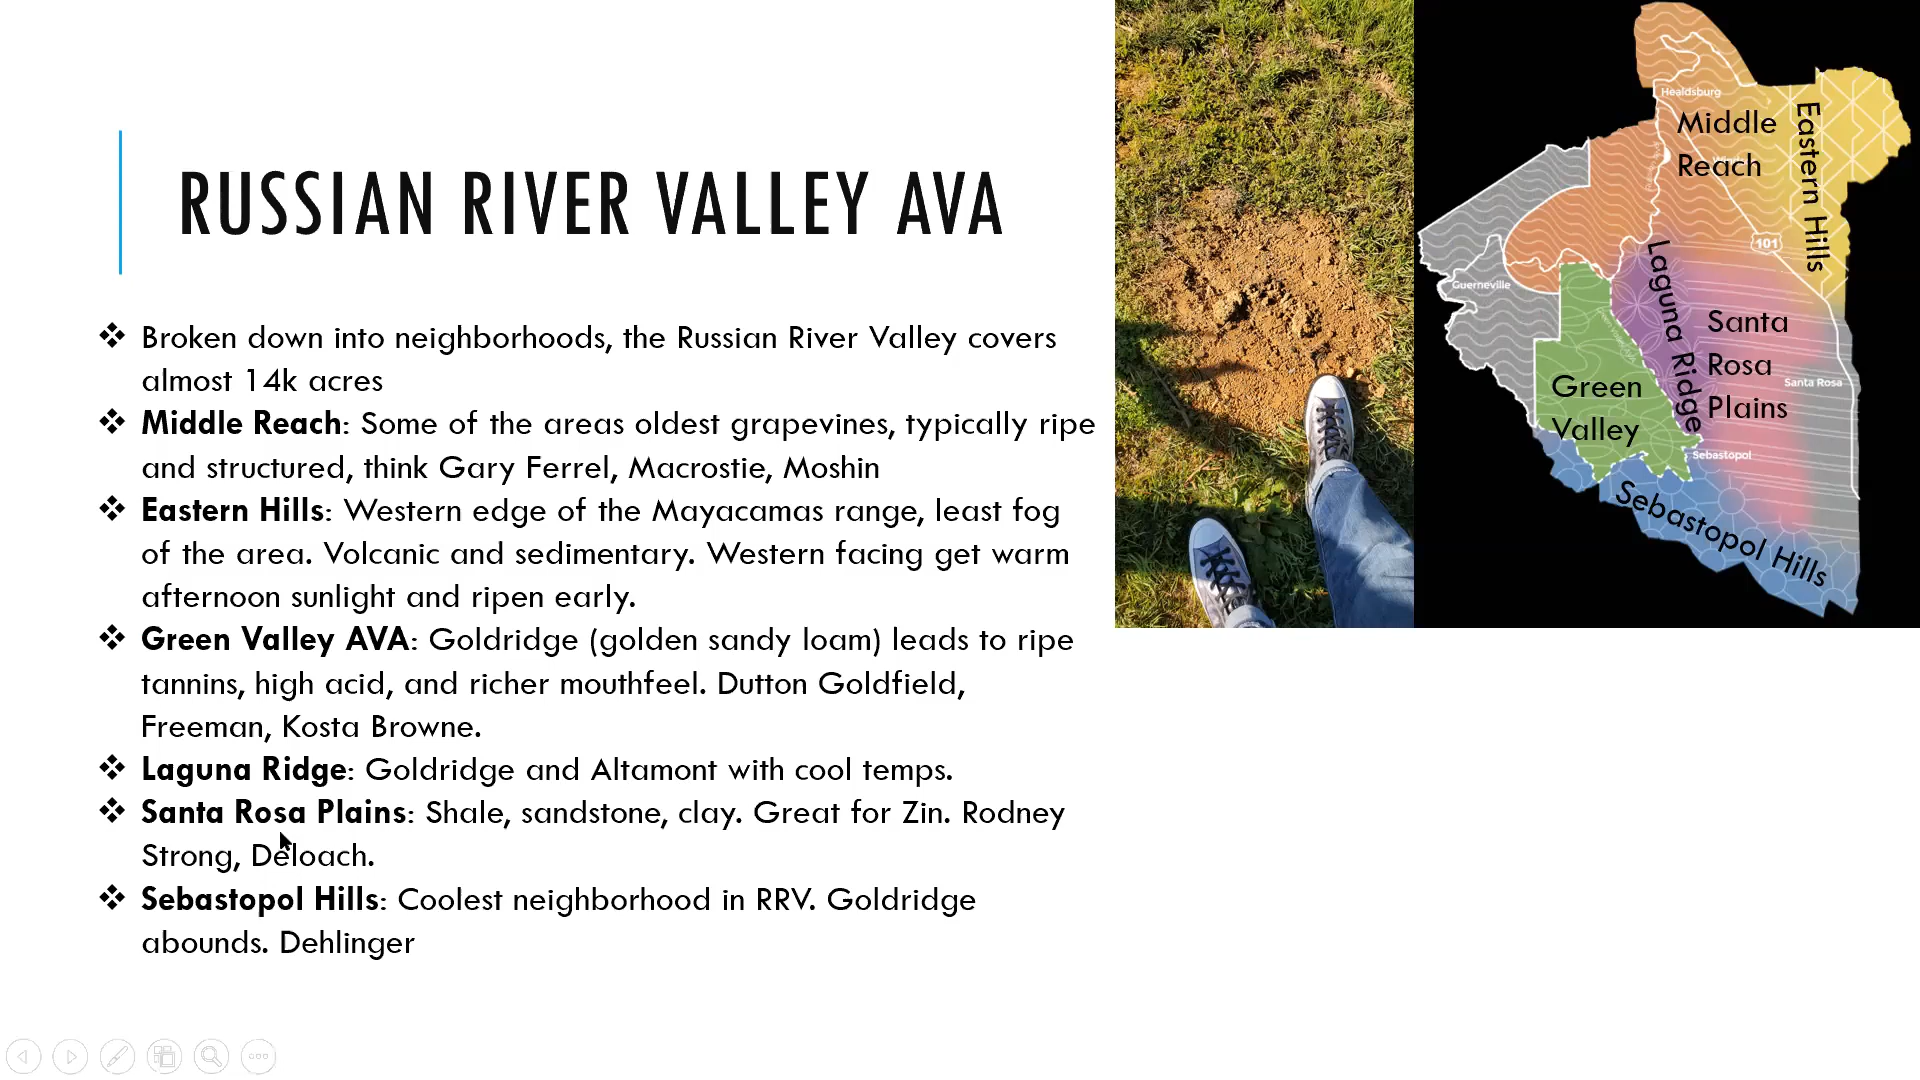 RUSSIAN RIVER VALLEY AVA
❖ Broken down into neighborhoods, the Russian River Valley covers
almost 14k acres
❖ Middle Reach: Some of the areas oldest grapevines, typically ripe
and structured, think Gary Ferrel, Macrostie, Moshin
❖ Eastern Hills: Western edge of the Mayacamas range, least fog
of the area. Volcanic and sedimentary. Western facing get warm
afternoon sunlight and ripen early.
❖ Green Valley AVA: Goldridge (golden sandy loam) leads to ripe
tannins, high acid, and richer mouthfeel. Dutton Goldfield,
Freeman, Kosta Browne.
❖ Laguna Ridge: Goldridge and Altamont with cool temps.
❖ Santa Rosa Plains: Shale, sandstone, clay. Great for Zin. Rodney
Strong, Deloach.
❖ Sebastopol Hills: Coolest neighborhood in RRV. Goldridge
abounds. Dehlinger
Healdsburg
Middle
Reach
Eastern Hills
101
Guerneville
Laguna Ridge
Santa
Rosa
Plains
Santa Rosa
Green
Valley
Sebastopol
Sebastopol Hills